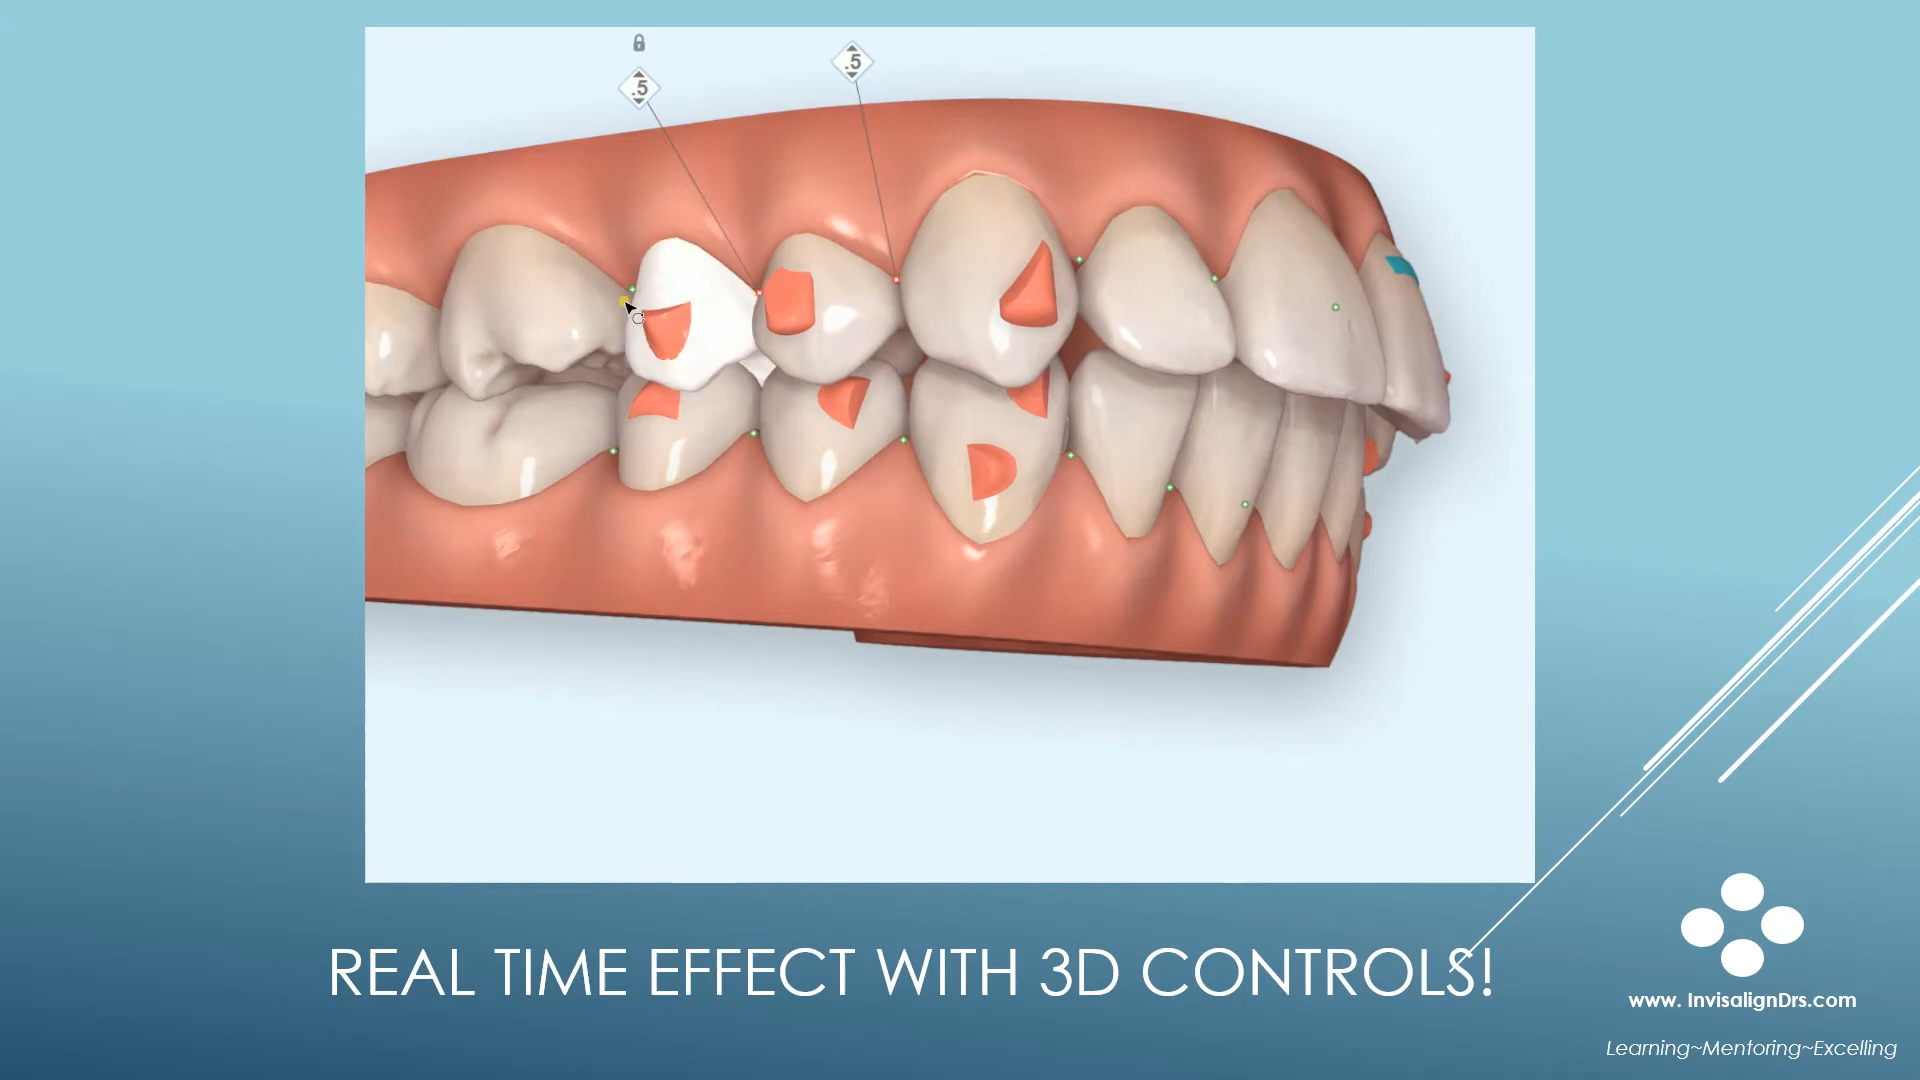 .5
.5
REAL TIME EFFECT WITH 3D CONTROLS!
www. InvisalignDrs.com
Learning~Mentoring~Excelling